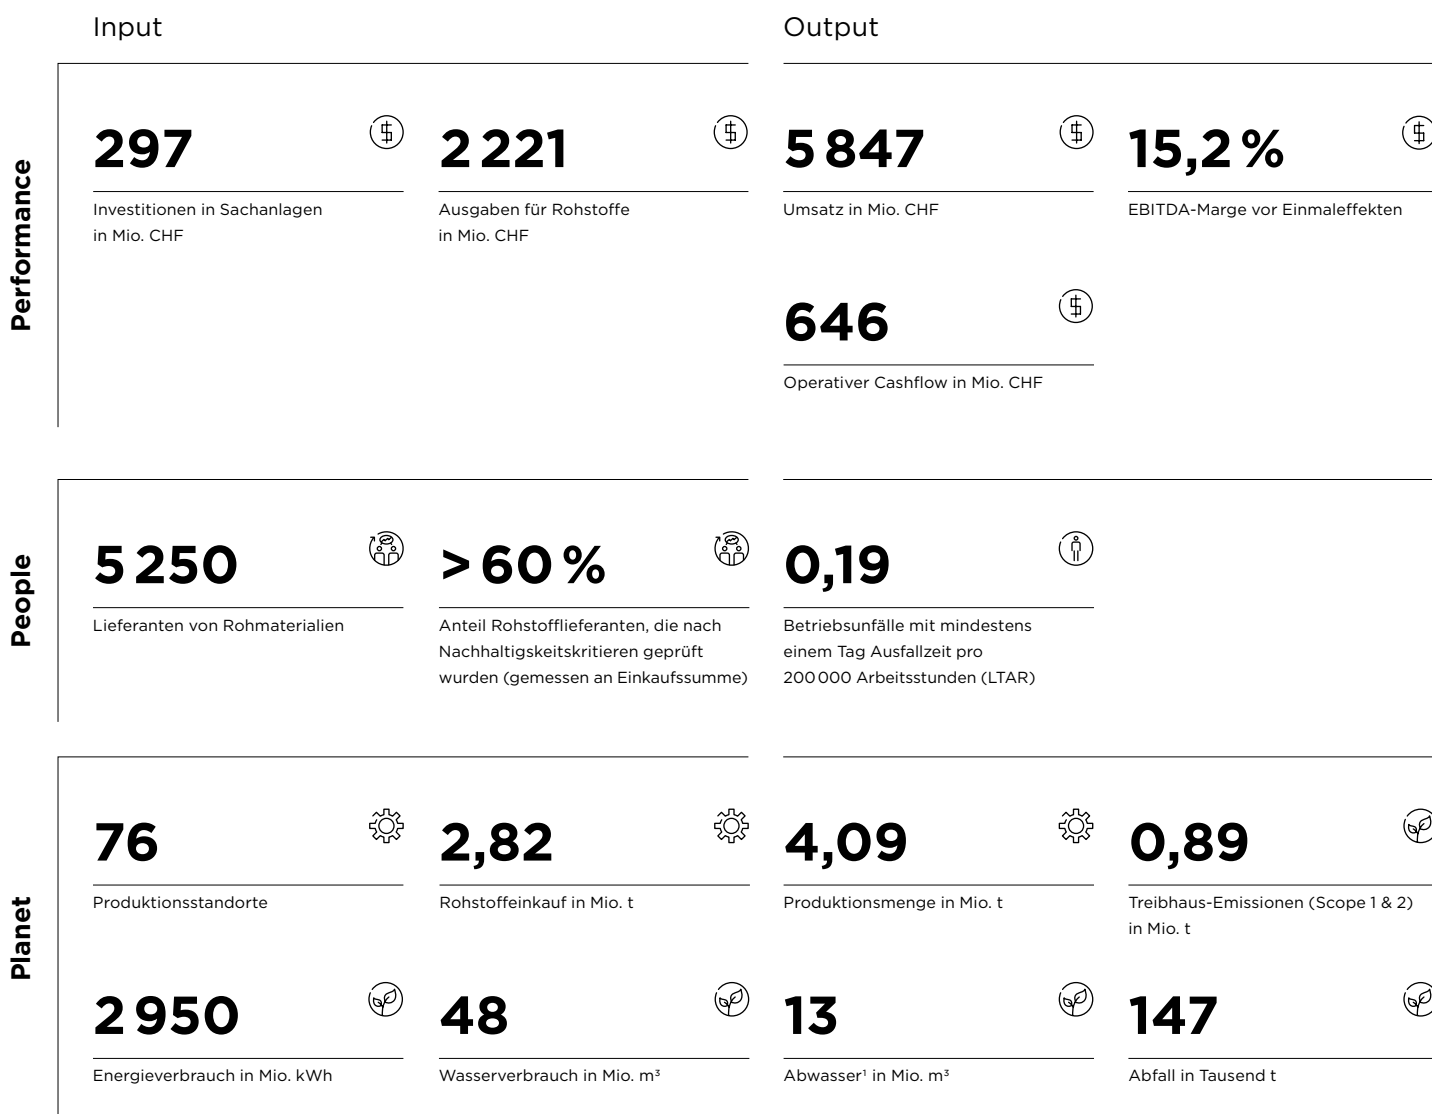 Input
Output
Performance
297
2 221
5 847
15,2 %
Investitionen in Sachanlagen
in Mio. CHF
Ausgaben für Rohstoffe
in Mio. CHF
Umsatz in Mio. CHF
EBITDA-Marge vor Einmaleffekten
646
Operativer Cashflow in Mio. CHF
People
5 250
> 60 %
0,19
Lieferanten von Rohmaterialien
Anteil Rohstofflieferanten, die nach
Nachhaltigskeitskritieren geprüft
wurden (gemessen an Einkaufssumme)
Betriebsunfälle mit mindestens
einem Tag Ausfallzeit pro
200 000 Arbeitsstunden (LTAR)
Planet
76
2,82
4,09
0,89
Produktionsstandorte
Rohstoffeinkauf in Mio. t
Produktionsmenge in Mio. t
Treibhaus-Emissionen (Scope 1 & 2)
in Mio. t
2 950
48
13
147
Energieverbrauch in Mio. kWh
Wasserverbrauch in Mio. m³
Abwasser¹ in Mio. m³
Abfall in Tausend t